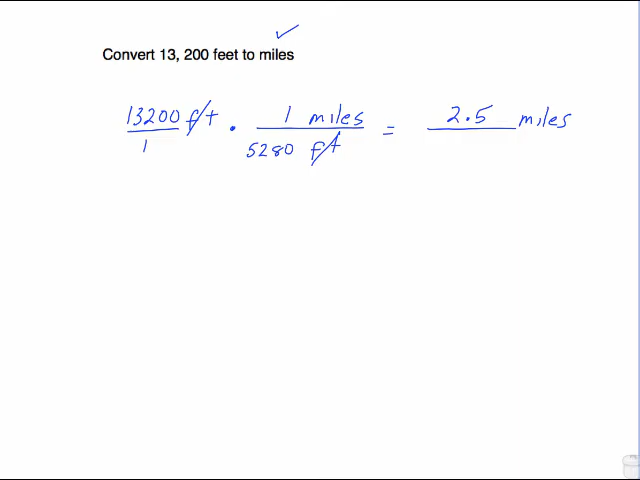 Convert 13, 200 feet to miles
13200 ft · 1 miles = 2.5 miles
1 5280 ft